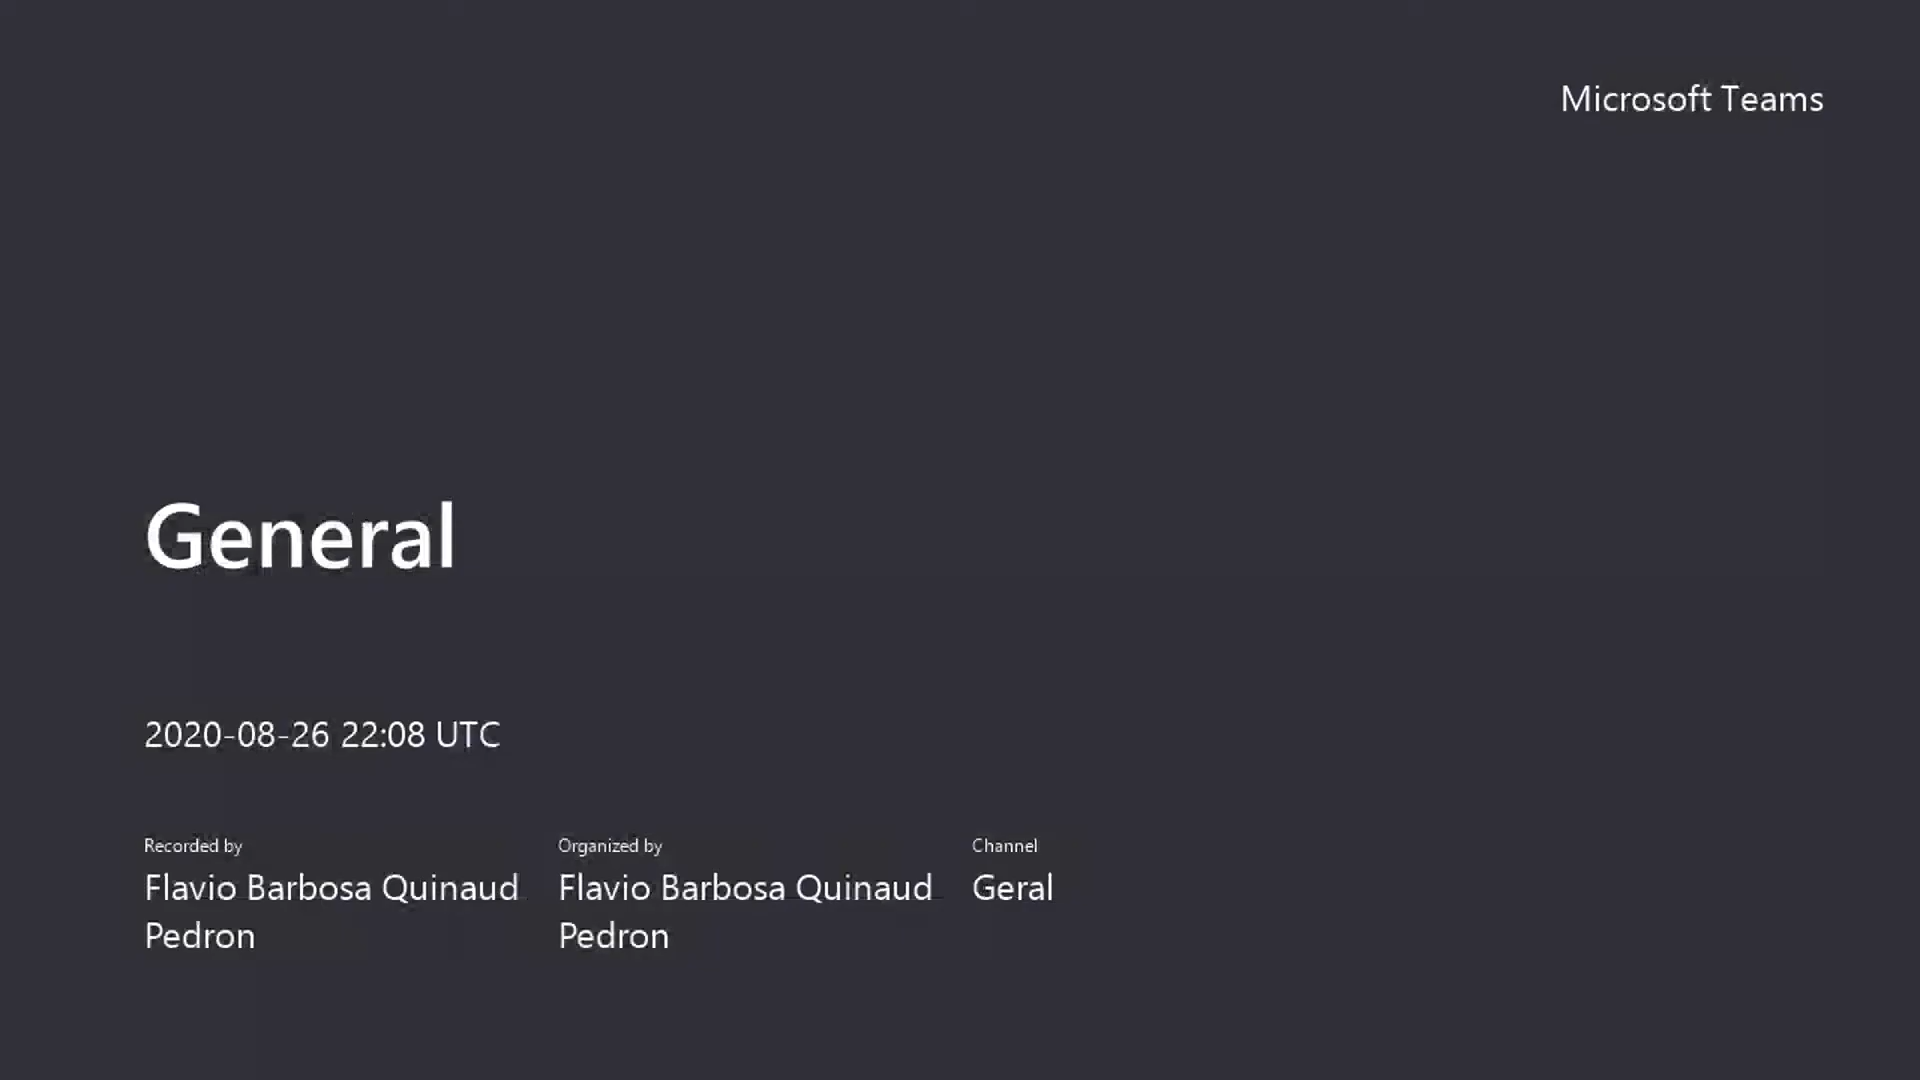 Microsoft Teams
General
2020-08-26 22:08 UTC
Recorded by
Flavio Barbosa Quinaud
Pedron
Organized by
Flavio Barbosa Quinaud
Pedron
Channel
Geral